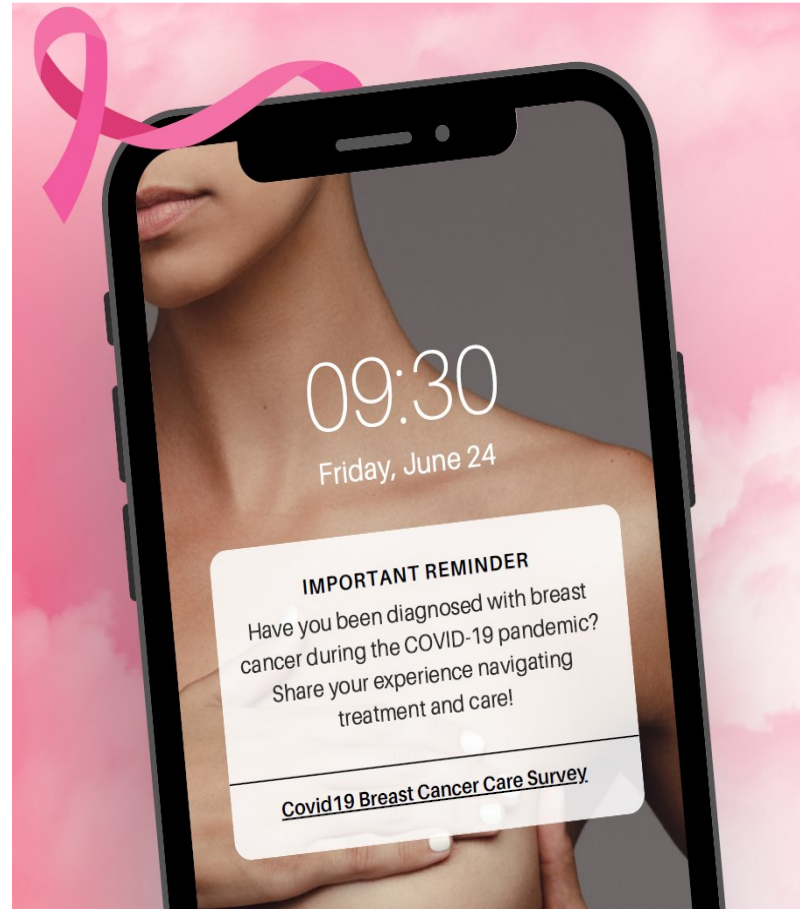 09:30
Friday, June 24
IMPORTANT REMINDER
Have you been diagnosed with breast
cancer during the COVID-19 pandemic?
Share your experience navigating
treatment and care!
Covid19 Breast Cancer Care Survey